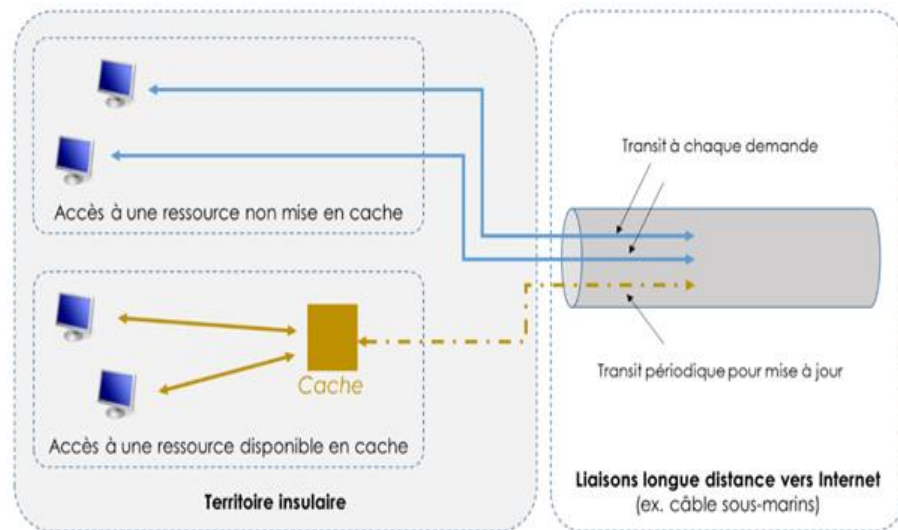 Accès à une ressource non mise en cache
Cache
Accès à une ressource disponible en cache
Territoire insulaire
Transit à chaque demande
Transit périodique pour mise à jour
Liaisons longue distance vers Internet
(ex. câble sous-marins)